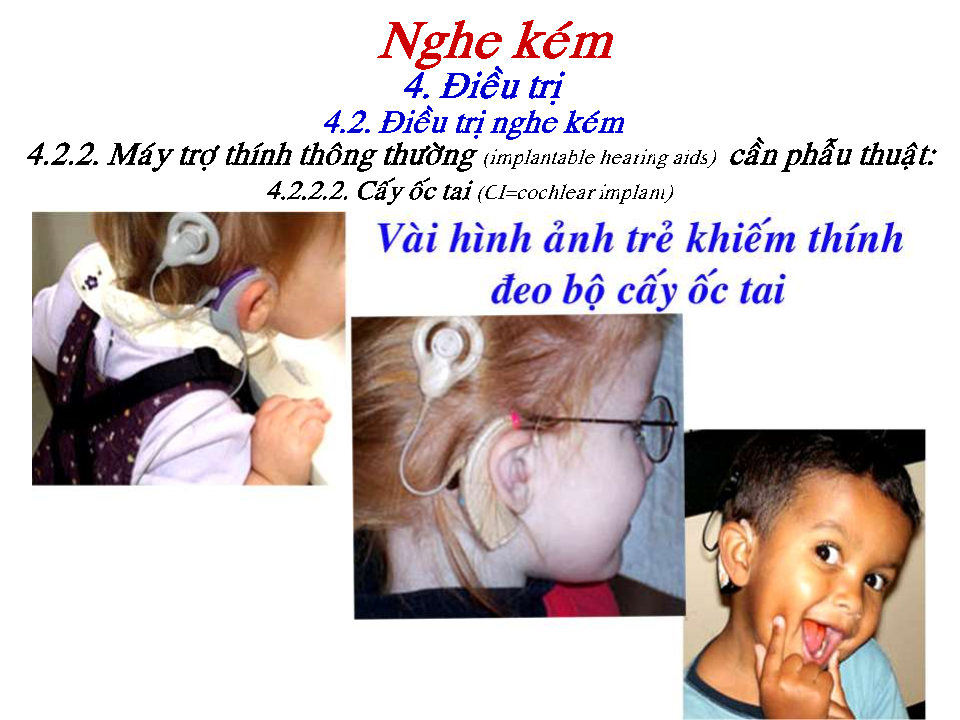 Nghe kém
4. Điều trị
4.2. Điều trị nghe kém
4.2.2. Máy trợ thính thông thường (implantable hearing aids) cần phẫu thuật:
4.2.2.2. Cấy ốc tai (CI=cochlear implant)
Vài hình ảnh trẻ khiếm thính
đeo bộ cấy ốc tai